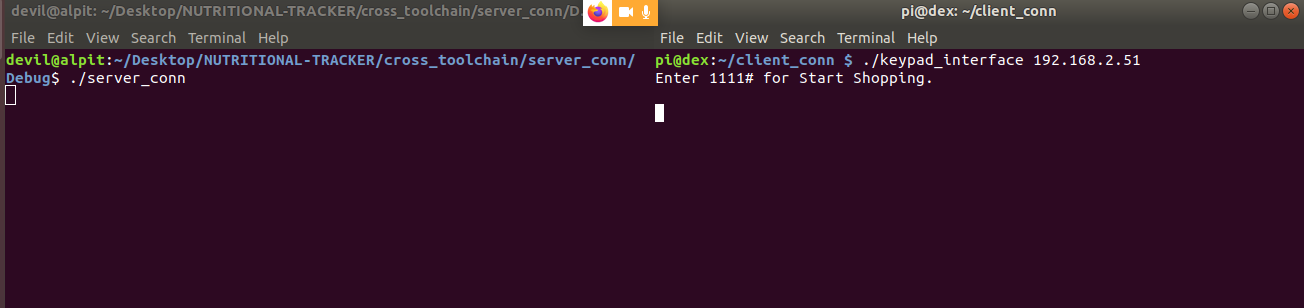 devil@alpit: ~/Desktop/NUTRITIONAL-TRACKER/cross_toolchain/server_conn/D
File Edit View Search Terminal Help
devil@alpit:~/Desktop/NUTRITIONAL-TRACKER/cross_toolchain/server_conn/
Debug$ ./server_conn
pi@dex: ~/client_conn
File Edit View Search Terminal Help
pi@dex:~/client_conn $ ./keypad_interface 192.168.2.51
Enter 1111# for Start Shopping.